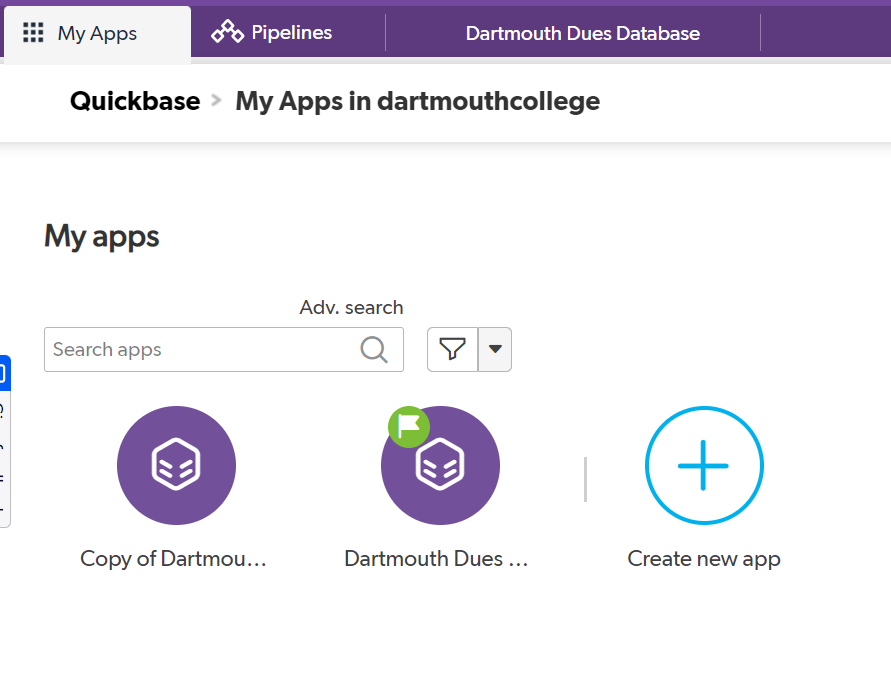 My Apps
Pipelines
Dartmouth Dues Database
Quickbase > My Apps in dartmouthcollege
My apps
Adv. search
Search apps
Copy of Dartmou...
Dartmouth Dues ...
Create new app